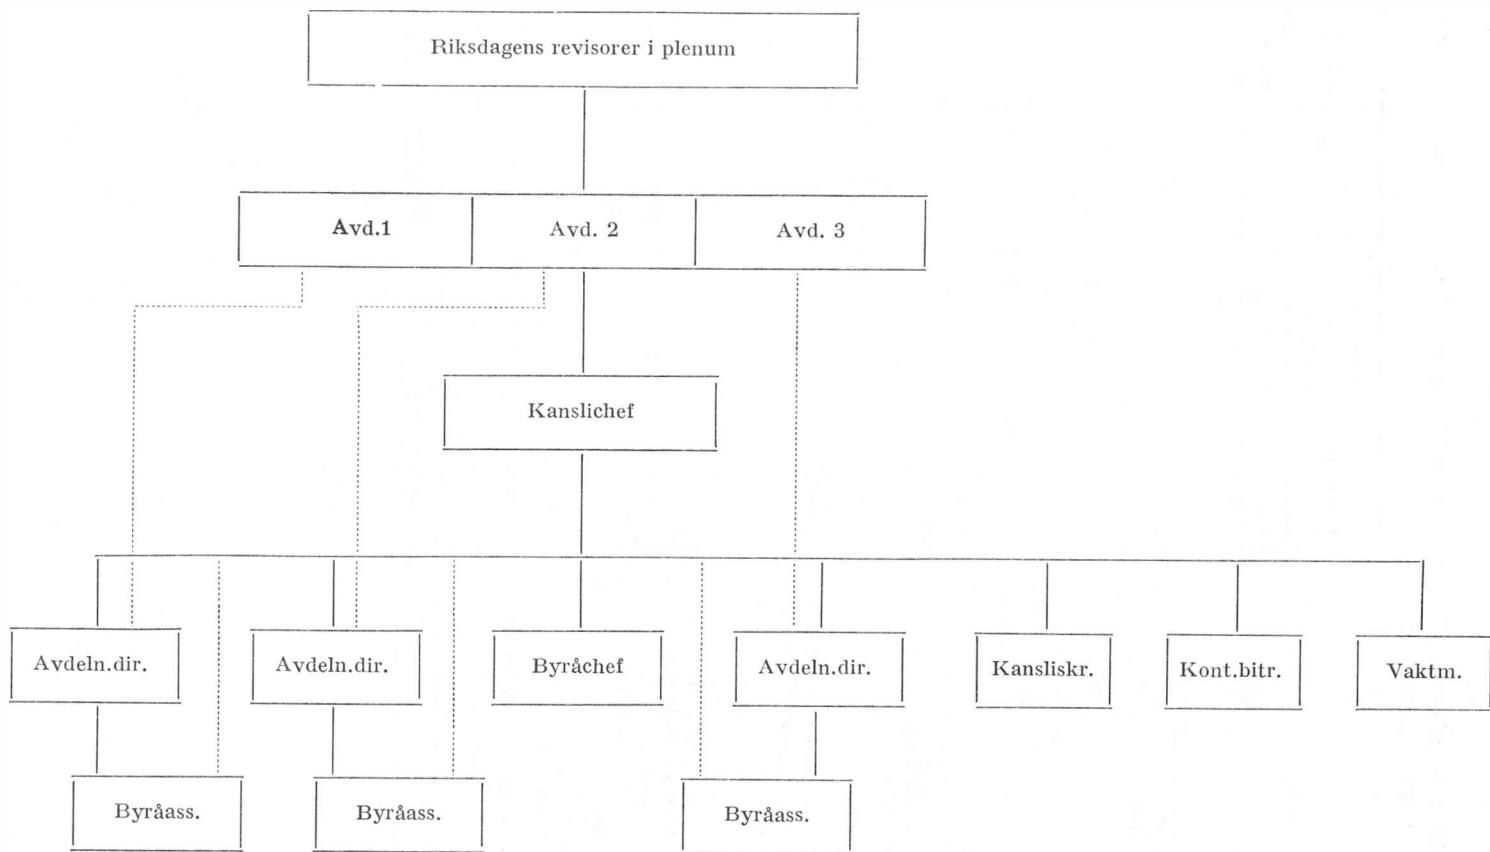 Riksdagens revisorer i plenum
Avd.1
Avd. 2
Avd. 3
Kanslichef
Avdeln.dir.
Avdeln.dir.
Byråchef
Avdeln.dir.
Kansliskr.
Kont.bitr.
Vaktm.
Byråass.
Byråass.
Byråass.